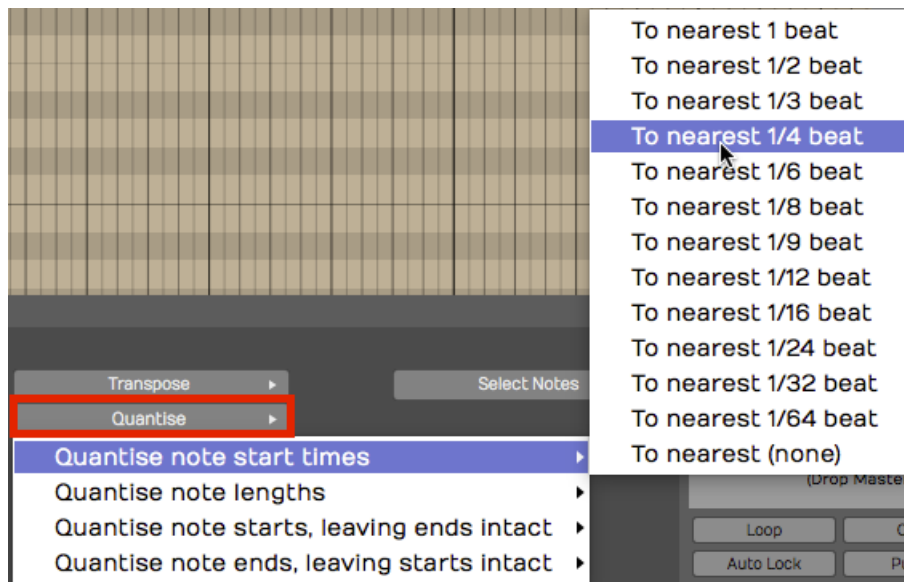 To nearest 1 beat
To nearest 1/2 beat
To nearest 1/3 beat
To nearest 1/4 beat
To nearest 1/6 beat
To nearest 1/8 beat
To nearest 1/9 beat
To nearest 1/12 beat
To nearest 1/16 beat
To nearest 1/24 beat
To nearest 1/32 beat
To nearest 1/64 beat
To nearest (none)
Transpose
Select Notes
Quantise
Quantise note start times
Quantise note lengths
Quantise note starts, leaving ends intact
Quantise note ends, leaving starts intact
(Drop Maste
Loop
Auto Lock